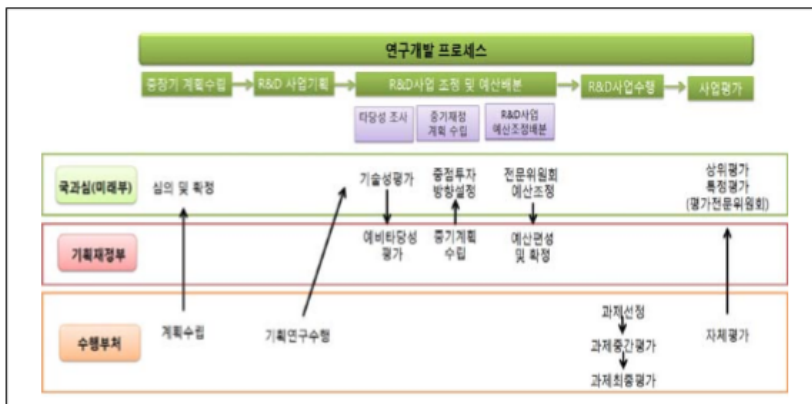 연구개발 프로세스
중장기 계획수립
R&D 사업기획
R&D사업 조정 및 예산배분
R&D사업수행
사업평가
타당성 조사
중기재정
계획 수립
R&D사업
예산조정배분
국과심(미래부)
심의 및 확정
기술성평가
중점투자
방향설정
전문위원회
예산조정
상위평가
특정평가
(평가전문위원회)
기획재정부
예비타당성
평가
중기계획
수립
예산편성
및 확정
수행부처
계획수립
기획연구수행
과제선정
과제중간평가
과제최종평가
자체평가